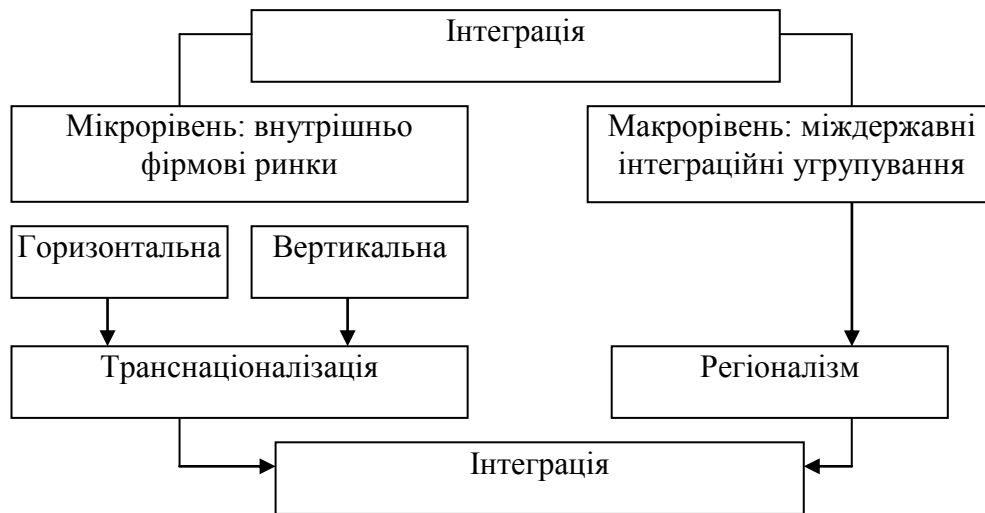 Інтеграція
Мікрорівень: внутрішньо
фірмові ринки
Макрорівень: міждержавні
інтеграційні угрупування
Горизонтальна
Вертикальна
Транснаціоналізація
Регіоналізм
Інтеграція